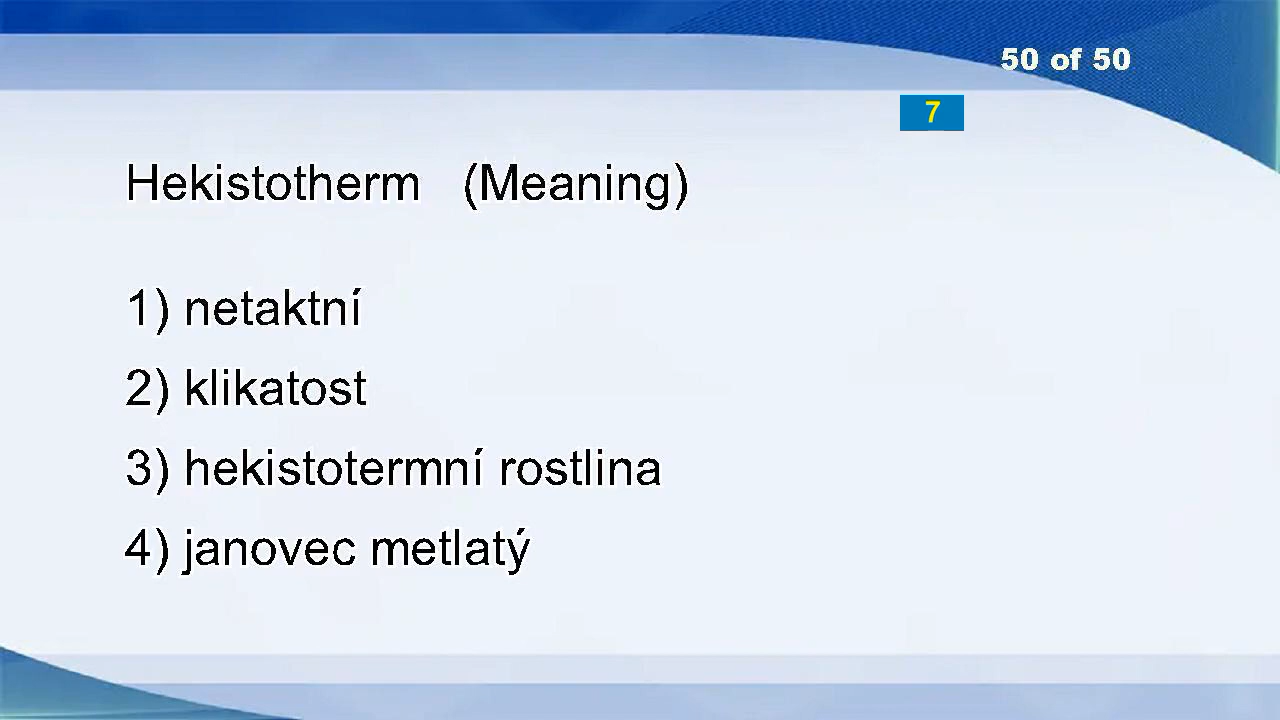 50 of 50
7
Hekistotherm (Meaning)
1) netaktní
2) klikatost
3) hekistotermní rostlina
4) janovec metlatý